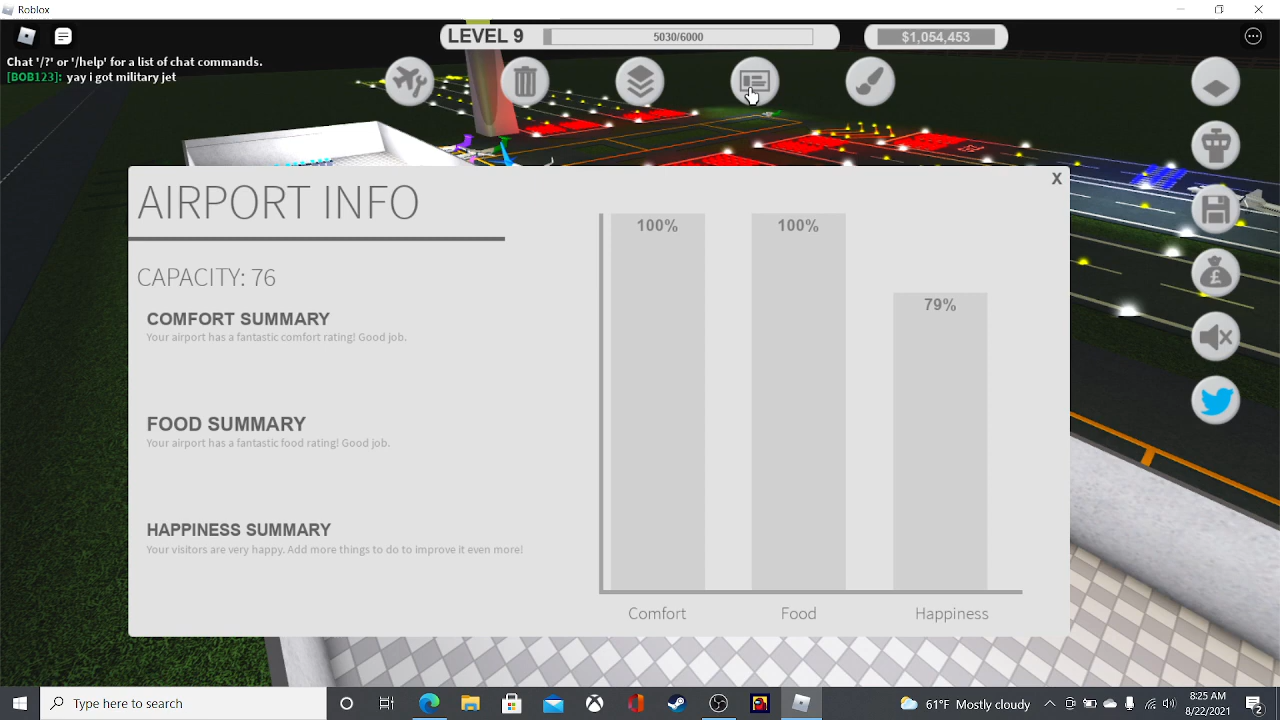 Roblox
LEVEL 9
5030/6000
$1,054,453
Chat '/?' or '/help' for a list of chat commands.
[BOB123]: yay i got military jet
X
AIRPORT INFO
CAPACITY: 76
COMFORT SUMMARY
Your airport has a fantastic comfort rating! Good job.
FOOD SUMMARY
Your airport has a fantastic food rating! Good job.
HAPPINESS SUMMARY
Your visitors are very happy. Add more things to do to improve it even more!
100%
100%
79%
Comfort
Food
Happiness
£
Type here to search
61°F Mostly cloudy
8:25 AM